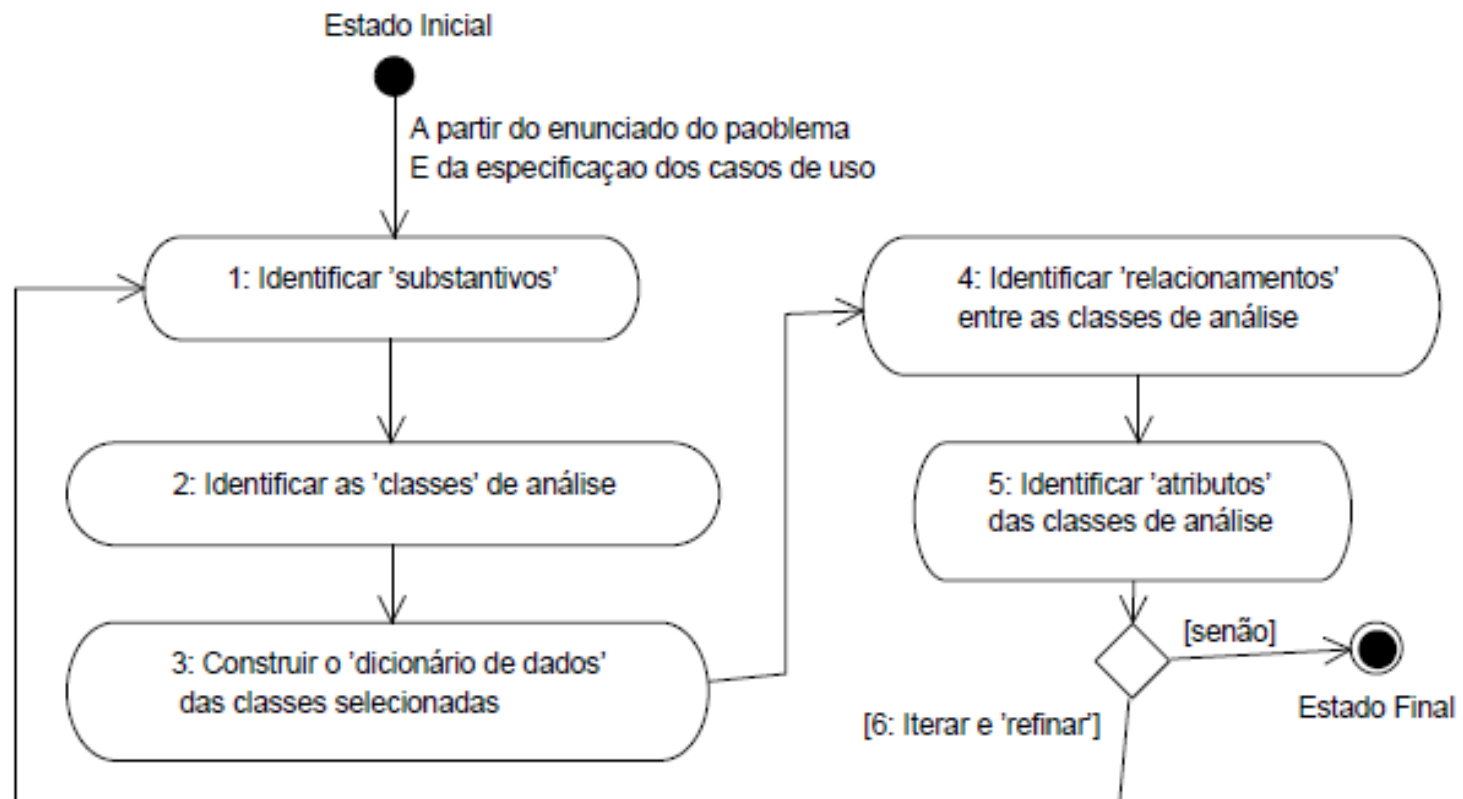 Estado Inicial
A partir do enunciado do paoblema
E da especificaçao dos casos de uso
1: Identificar 'substantivos'
2: Identificar as 'classes' de análise
3: Construir o 'dicionário de dados'
das classes selecionadas
4: Identificar 'relacionamentos'
entre as classes de análise
5: Identificar 'atributos'
das classes de análise
[senão]
Estado Final
[6: Iterar e 'refinar']